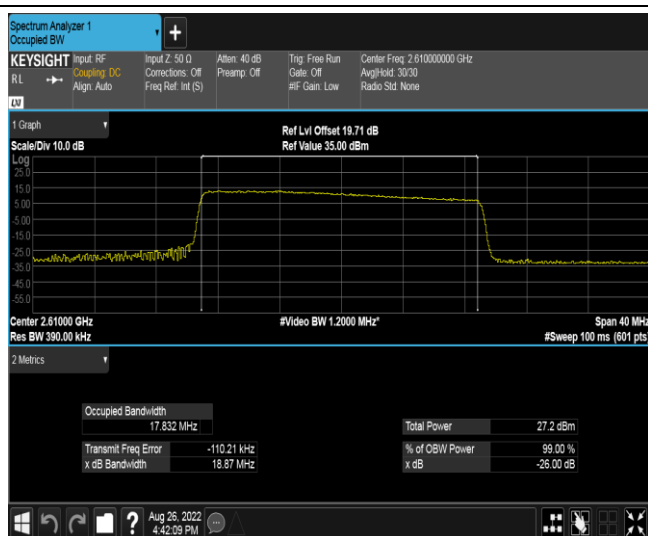 Spectrum Analyzer 1
Occupied BW
KEYSIGHT
RL
LXI
Input: RF
Coupling: DC
Align: Auto
Input Z: 50 Ω
Corrections: Off
Freq Ref: Int (S)
Atten: 40 dB
Preamp: Off
Trig: Free Run
Gate: Off
#IF Gain: Low
Center Freq: 2.610000000 GHz
Avg|Hold: 30/30
Radio Std: None
1 Graph
Scale/Div 10.0 dB
Ref Lvl Offset 19.71 dB
Ref Value 35.00 dBm
Log
25.0
15.0
5.00
-5.00
-15.0
-25.0
-35.0
-45.0
-55.0
Center 2.61000 GHz
Res BW 390.00 kHz
#Video BW 1.2000 MHz*
Span 40 MHz
#Sweep 100 ms (601 pts)
2 Metrics
Occupied Bandwidth
17.832 MHz
Transmit Freq Error -110.21 kHz
x dB Bandwidth 18.87 MHz
Total Power 27.2 dBm
% of OBW Power 99.00 %
x dB -26.00 dB
?
Aug 26, 2022
4:42:09 PM